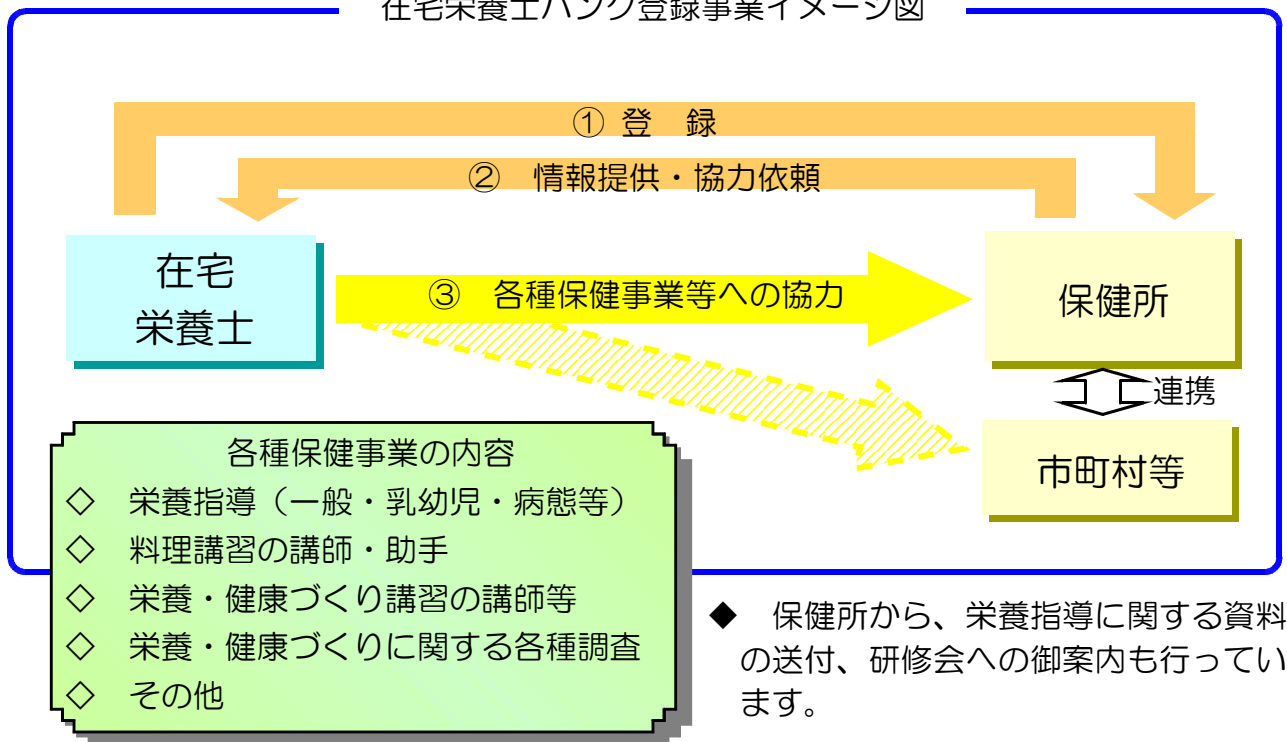 在宅栄養士バンク登録事業イメージ図
① 登　録
②　情報提供・協力依頼
在宅
栄養士
③　各種保健事業等への協力
保健所
連携
市町村等
各種保健事業の内容
◇　栄養指導（一般・乳幼児・病態等）
◇　料理講習の講師・助手
◇　栄養・健康づくり講習の講師等
◇　栄養・健康づくりに関する各種調査
◇　その他
◆　保健所から、栄養指導に関する資料
の送付、研修会への御案内も行ってい
ます。